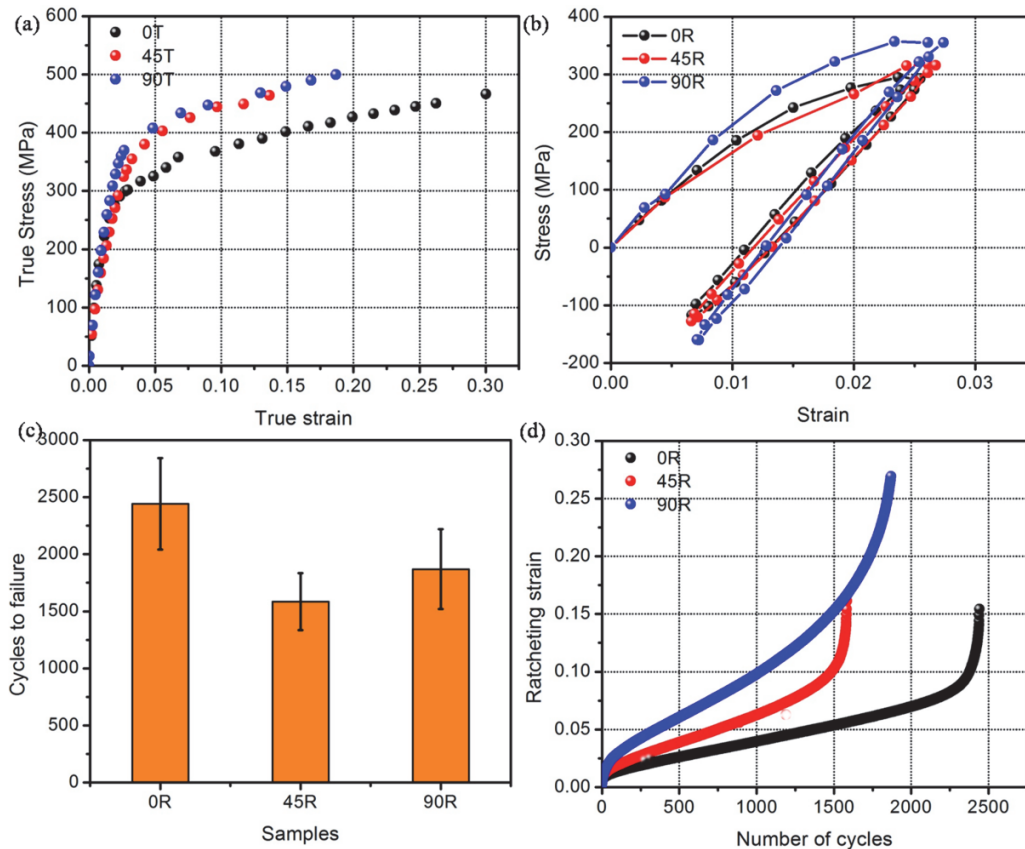 (a)
600
500
400
300
200
100
0
True Stress (MPa)
0T
45T
90T
0.00 0.05 0.10 0.15 0.20 0.25 0.30
True strain
(b)
400
300
200
100
0
-100
-200
Stress (MPa)
0R
45R
90R
0.00 0.01 0.02 0.03
Strain
(c)
3000
2500
2000
1500
1000
500
0
Cycles to failure
0R 45R 90R
Samples
(d)
0.30
0.25
0.20
0.15
0.10
0.05
0.00
Ratcheting strain
0R
45R
90R
0 500 1000 1500 2000 2500
Number of cycles